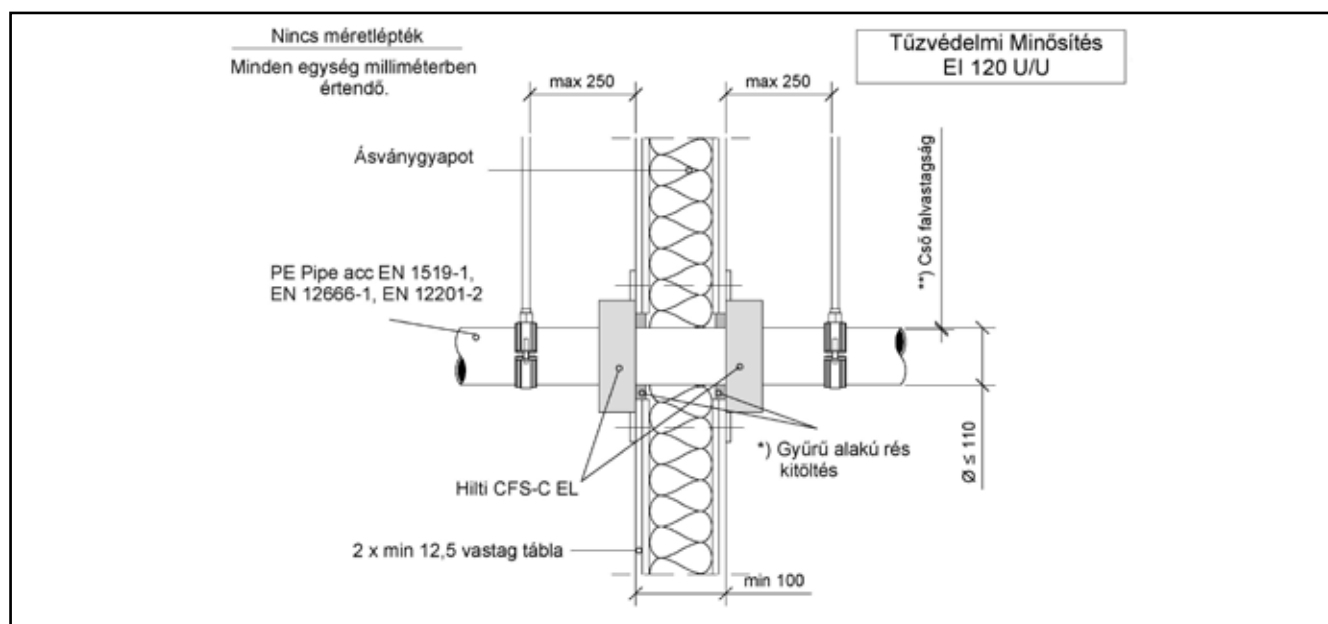 Nincs méretlépték
Minden egység milliméterben
értendő.
Tűzvédelmi Minősítés
EI 120 U/U
max 250
max 250
Ásványgyapot
**) Cső falvastagság
PE Pipe acc EN 1519-1,
EN 12666-1, EN 12201-2
*) Gyűrű alakú rés
kitöltés
Ø ≤ 110
Hilti CFS-C EL
2 x min 12,5 vastag tábla
min 100